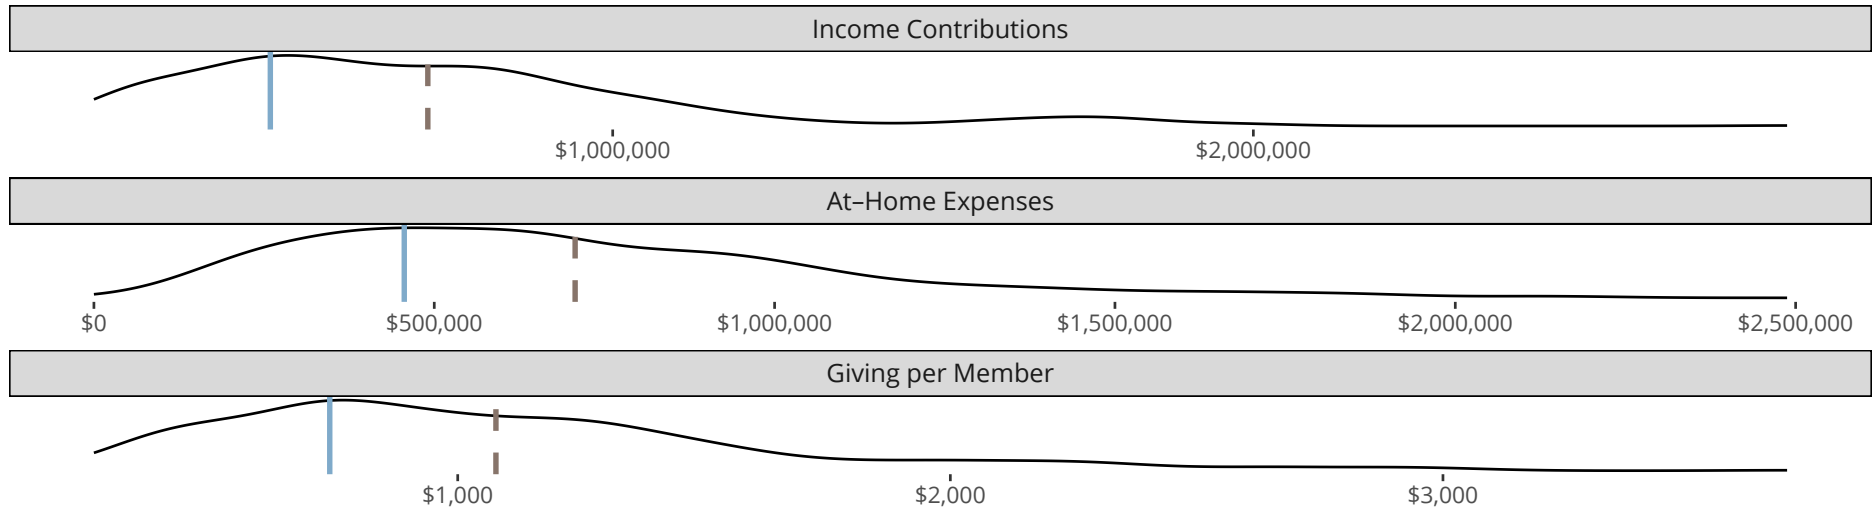 Income Contributions
$1,000,000 $2,000,000
At–Home Expenses
$0 $500,000 $1,000,000 $1,500,000 $2,000,000 $2,500,000
Giving per Member
$1,000 $2,000 $3,000